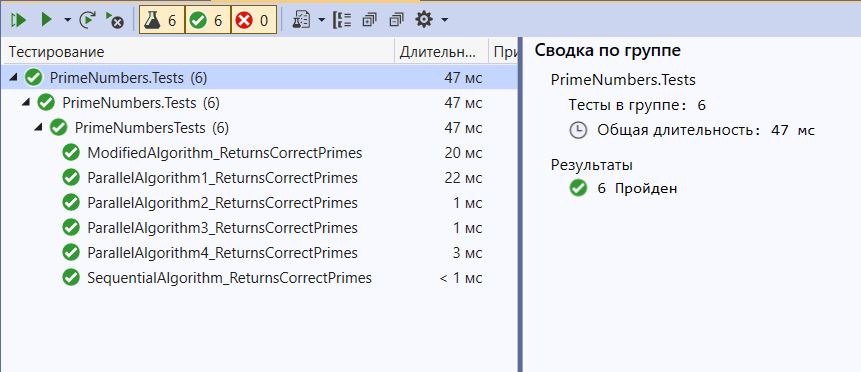 6 6 0
Тестирование Длительн... При
PrimeNumbers.Tests (6) 47 мс
PrimeNumbers.Tests (6) 47 мс
PrimeNumbersTests (6) 47 мс
ModifiedAlgorithm_ReturnsCorrectPrimes 20 мс
ParallelAlgorithm1_ReturnsCorrectPrimes 22 мс
ParallelAlgorithm2_ReturnsCorrectPrimes 1 мс
ParallelAlgorithm3_ReturnsCorrectPrimes 1 мс
ParallelAlgorithm4_ReturnsCorrectPrimes 3 мс
SequentialAlgorithm_ReturnsCorrectPrimes < 1 мс
Сводка по группе
PrimeNumbers.Tests
Тесты в группе: 6
Общая длительность: 47 мс
Результаты
6 Пройден